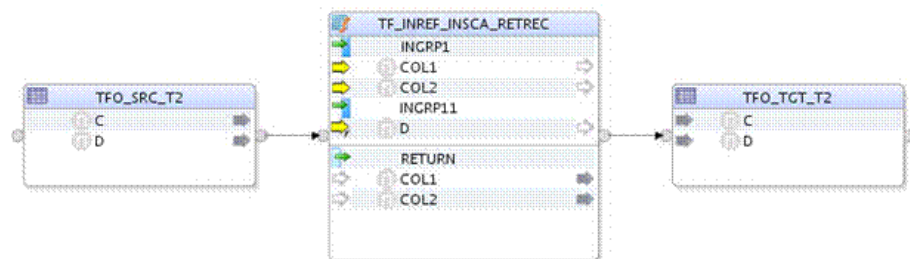 TFO_SRC_T2
C
D
TF_INREF_INSCA_RETREC
INGRP1
COL1
COL2
INGRP11
D
RETURN
COL1
COL2
TFO_TGT_T2
C
D